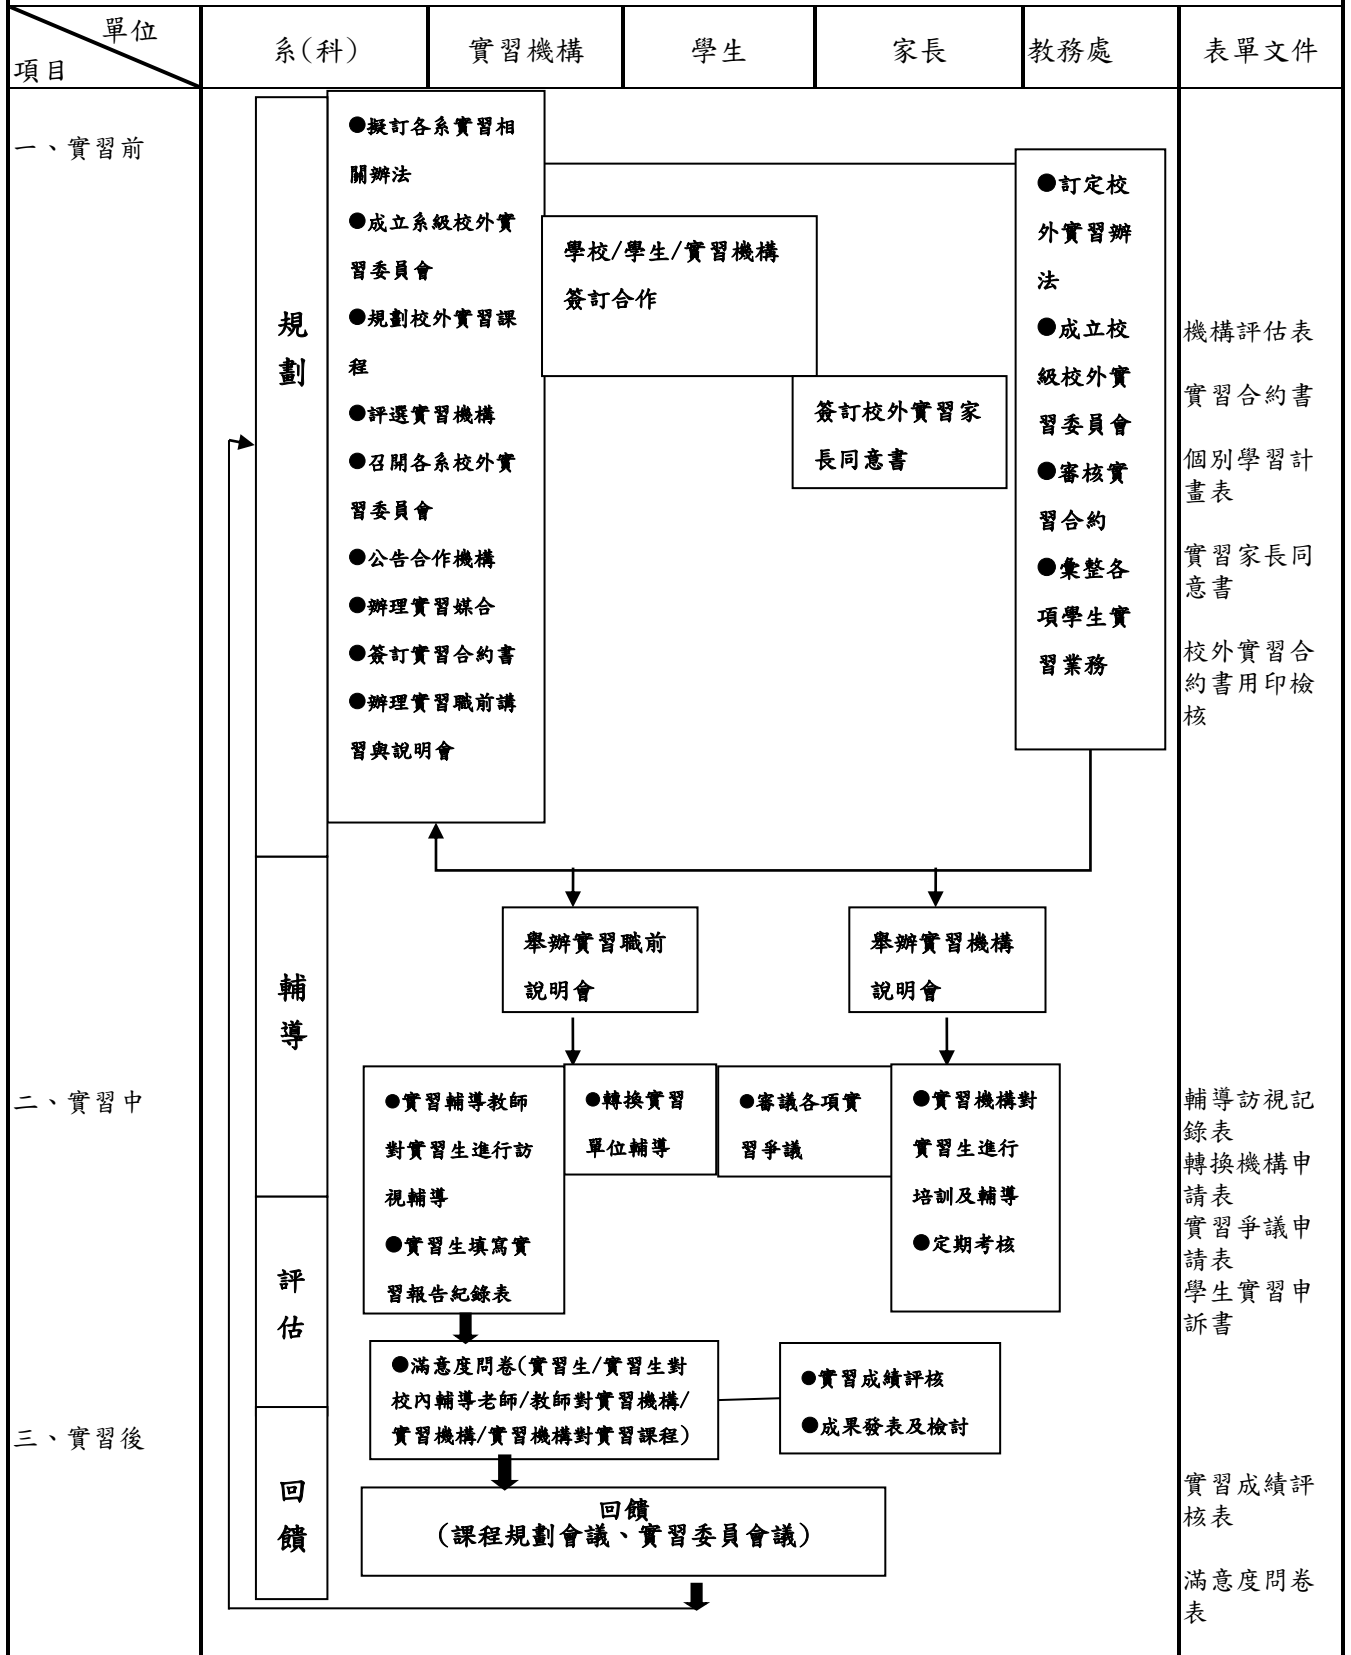 單位
項目
系(科)
實習機構
學生
家長
教務處
表單文件
一、實習前
規
劃
●擬訂各系實習相
關辦法
●成立系級校外實
習委員會
●規劃校外實習課
程
●評選實習機構
●召開各系校外實
習委員會
●公告合作機構
●辦理實習媒合
●簽訂實習合約書
●辦理實習職前講
習與說明會
學校/學生/實習機構
簽訂合作
簽訂校外實習家
長同意書
●訂定校
外實習辦
法
●成立校
級校外實
習委員會
●審核實
習合約
●彙整各
項學生實
習業務
機構評估表
實習合約書
個別學習計
畫表
實習家長同
意書
校外實習合
約書用印檢
核
輔
導
舉辦實習職前
說明會
舉辦實習機構
說明會
二、實習中
●實習輔導教師
對實習生進行訪
視輔導
●實習生填寫實
習報告紀錄表
●轉換實習
單位輔導
●審議各項實
習爭議
●實習機構對
實習生進行
培訓及輔導
●定期考核
輔導訪視記
錄表
轉換機構申
請表
實習爭議申
請表
學生實習申
訴書
評
估
●滿意度問卷(實習生/實習生對
校內輔導老師/教師對實習機構/
實習機構/實習機構對實習課程)
●實習成績評核
●成果發表及檢討
三、實習後
回
饋
回饋
(課程規劃會議、實習委員會議)
實習成績評
核表
滿意度問卷
表